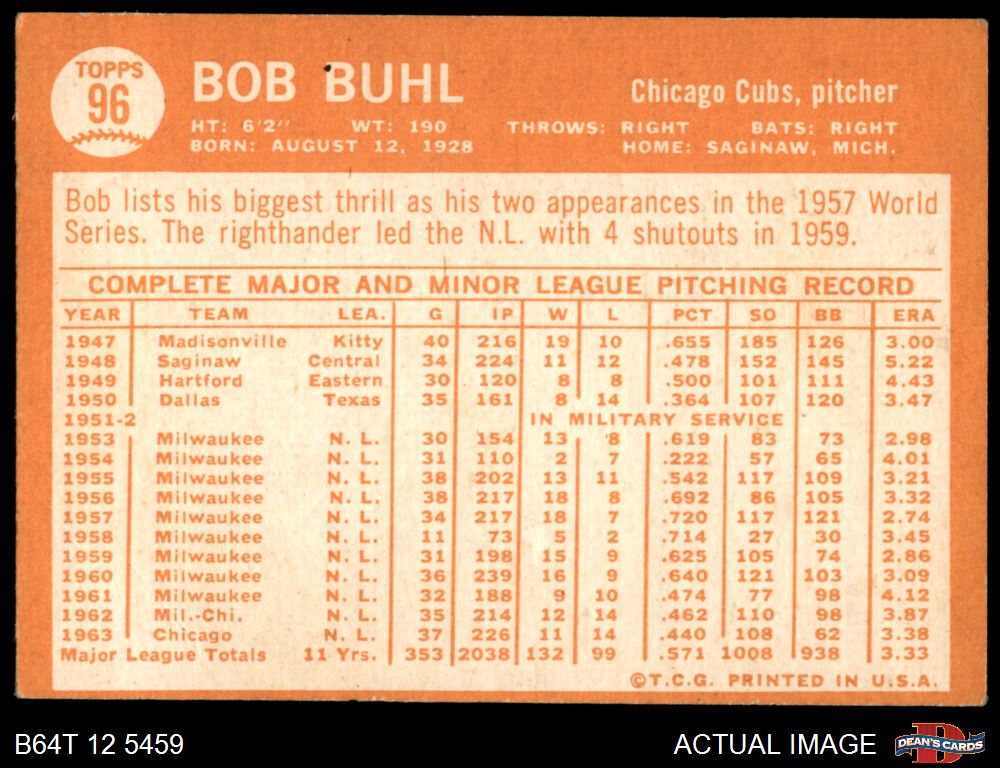 TOPPS
96
BOB BUHL
Chicago Cubs, pitcher
HT: 6'2'' WT: 190 THROWS: RIGHT BATS: RIGHT
BORN: AUGUST 12, 1928 HOME: SAGINAW, MICH.
Bob lists his biggest thrill as his two appearances in the 1957 World
Series. The righthander led the N.L. with 4 shutouts in 1959.
COMPLETE MAJOR AND MINOR LEAGUE PITCHING RECORD
YEAR TEAM LEA. G IP W L PCT SO BB ERA
1947 Madisonville Kitty 40 216 19 10 .655 185 126 3.00
1948 Saginaw Central 34 224 11 12 .478 152 145 5.22
1949 Hartford Eastern 30 120 8 8 .500 101 111 4.43
1950 Dallas Texas 35 161 8 14 .364 107 120 3.47
1951-2 IN MILITARY SERVICE
1953 Milwaukee N. L. 30 154 13 8 .619 83 73 2.98
1954 Milwaukee N. L. 31 110 2 7 .222 57 65 4.01
1955 Milwaukee N. L. 38 202 13 11 .542 117 109 3.21
1956 Milwaukee N. L. 38 217 18 8 .692 86 105 3.32
1957 Milwaukee N. L. 34 217 18 7 .720 117 121 2.74
1958 Milwaukee N. L. 11 73 5 2 .714 27 30 3.45
1959 Milwaukee N. L. 31 198 15 9 .625 105 74 2.86
1960 Milwaukee N. L. 36 239 16 9 .640 121 103 3.09
1961 Milwaukee N. L. 32 188 9 10 .474 77 98 4.12
1962 Mil.-Chi. N. L. 35 214 12 14 .462 110 98 3.87
1963 Chicago N. L. 37 226 11 14 .440 108 62 3.38
Major League Totals 11 Yrs. 353 2038 132 99 .571 1008 938 3.33
©T.C.G. PRINTED IN U.S.A.
B64T 12 5459 ACTUAL IMAGE
D
DEAN'S CARDS